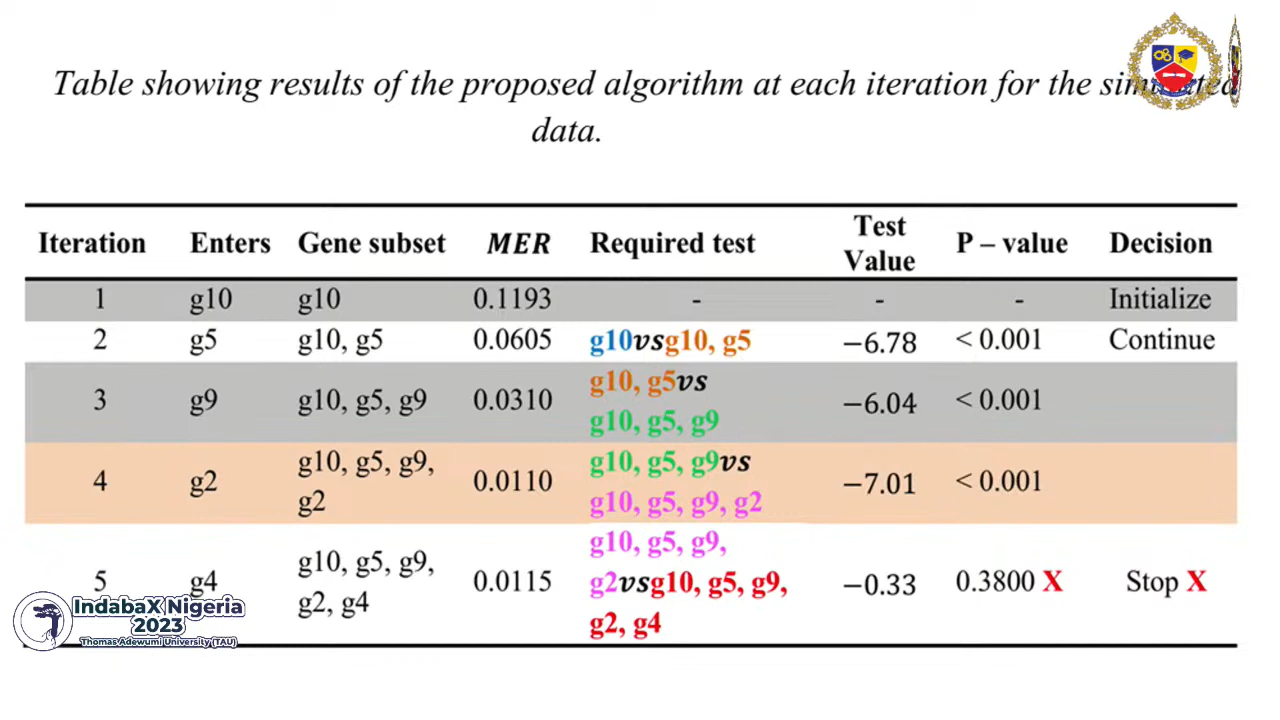 Table showing results of the proposed algorithm at each iteration for the simulated
data.
Iteration Enters Gene subset MER Required test Test Value P – value Decision
1 g10 g10 0.1193 - - - Initialize
2 g5 g10, g5 0.0605 g10vsg10, g5 −6.78 < 0.001 Continue
3 g9 g10, g5, g9 0.0310 g10, g5vs
g10, g5, g9 −6.04 < 0.001
4 g2 g10, g5, g9,
g2 0.0110 g10, g5, g9vs
g10, g5, g9, g2 −7.01 < 0.001
5 g4 g10, g5, g9,
g2, g4 0.0115 g10, g5, g9,
g2vsg10, g5, g9,
g2, g4 −0.33 0.3800 X Stop X
IndabaX Nigeria
2023
Thomas Adewumi University (TAU)